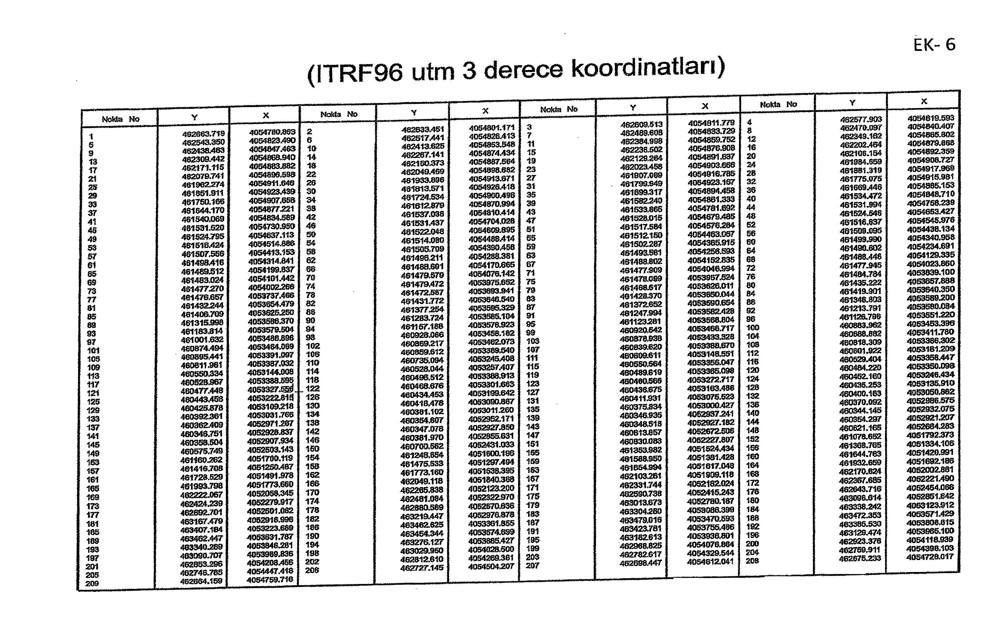 EK- 6
(ITRF96 utm 3 derece koordinatları)
Nokta No Y X Nokta No Y X Nokta No Y X Nokta No Y X
1 462663.719 4054780.863 2 462633.451 4054801.171 3 462609.513 4054811.779 4 462577.903 4054819.593
5 462543.350 4054823.490 6 462517.441 4054826.413 7 462489.608 4054833.729 8 462470.097 4054840.407
9 462438.463 4054847.463 10 462413.625 4054853.548 11 462384.998 4054859.752 12 462349.162 4054865.802
13 462309.442 4054868.940 14 462267.141 4054874.434 15 462236.502 4054876.908 16 462202.464 4054879.868
17 462171.115 4054883.882 18 462150.373 4054887.564 19 462129.264 4054891.637 20 462106.154 4054892.359
21 462079.741 4054896.598 22 462049.469 4054898.682 23 462023.458 4054903.666 24 461984.659 4054908.727
25 461962.274 4054911.646 26 461933.896 4054913.671 27 461907.069 4054916.785 28 461881.319 4054917.969
29 461851.911 4054923.439 30 461813.571 4054926.418 31 461799.949 4054923.167 32 461775.075 4054915.981
33 461750.166 4054907.658 34 461724.534 4054900.496 35 461699.317 4054894.458 36 461669.446 4054885.153
37 461644.170 4054877.221 38 461612.879 4054870.994 39 461582.240 4054861.333 40 461534.472 4054848.710
41 461540.069 4054834.589 42 461537.038 4054810.414 43 461533.865 4054781.692 44 461531.994 4054758.239
45 461531.520 4054730.950 46 461531.437 4054704.028 47 461528.015 4054679.485 48 461524.546 4054653.427
49 461524.795 4054637.113 50 461522.048 4054609.895 51 461517.584 4054576.284 52 461516.637 4054545.976
53 461516.424 4054514.886 54 461514.080 4054488.414 55 461512.150 4054463.067 56 461509.095 4054438.134
57 461507.556 4054413.153 58 461505.709 4054390.458 59 461502.287 4054365.915 60 461499.990 4054340.958
61 461498.416 4054314.841 62 461496.211 4054288.381 63 461493.561 4054256.593 64 461490.602 4054234.691
65 461489.512 4054199.837 66 461488.601 4054170.665 67 461488.802 4054152.835 68 461488.446 4054129.335
69 461483.024 4054101.442 70 461479.579 4054076.142 71 461477.909 4054046.994 72 461477.945 4054023.860
73 461477.270 4054002.266 74 461479.472 4053975.652 75 461478.099 4053957.524 76 461484.784 4053839.100
77 461476.657 4053737.466 78 461472.587 4053693.941 79 461468.517 4053626.011 80 461435.222 4053657.888
81 461432.244 4053654.479 82 461431.772 4053646.540 83 461428.370 4053650.044 84 461419.901 4053640.350
85 461406.709 4053625.250 86 461377.254 4053595.329 87 461372.652 4053590.654 88 461346.803 4053589.200
89 461315.998 4053586.370 90 461283.724 4053585.104 91 461247.994 4053582.428 92 461213.791 4053580.084
93 461183.814 4053579.504 94 461157.188 4053576.923 95 461123.281 4053568.804 96 461126.796 4053551.220
97 461001.632 4053486.896 98 460928.066 4053458.182 99 460920.542 4053466.717 100 460883.962 4053453.396
101 460874.494 4053464.069 102 460869.217 4053462.073 103 460878.938 4053433.328 104 460888.882 4053411.780
105 460895.441 4053391.097 106 460859.612 4053389.540 107 460839.620 4053388.670 108 460818.309 4053386.302
109 460811.961 4053387.032 110 460735.094 4053245.408 111 460609.611 4053148.551 112 460601.922 4053181.209
113 460550.334 4053144.008 114 460528.044 4053257.407 115 460550.564 4053356.047 116 460529.404 4053358.447
117 460528.967 4053388.595 118 460496.512 4053388.913 119 460489.619 4053365.098 120 460484.220 4053350.098
121 460477.448 4053327.556 122 460468.676 4053301.663 123 460460.566 4053272.717 124 460452.160 4053246.434
125 460443.458 4053222.815 126 460434.453 4053199.642 127 460436.675 4053163.488 128 460435.253 4053135.910
129 460425.878 4053109.218 130 460418.478 4053090.867 131 460411.931 4053075.523 132 460400.163 4053050.862
133 460392.361 4053031.766 134 460381.102 4053011.260 135 460375.834 4053000.427 136 460370.092 4052986.575
137 460362.409 4052971.267 138 460354.607 4052952.171 139 460346.935 4052937.241 140 460344.145 4052932.075
141 460346.751 4052928.837 142 460347.078 4052927.850 143 460348.518 4052927.182 144 460354.297 4052921.207
145 460358.504 4052907.934 146 460381.970 4052855.631 147 460613.857 4052672.506 148 460621.165 4052664.283
149 460575.749 4052503.143 150 460700.562 4052431.033 151 460830.083 4052227.807 152 461078.652 4051792.373
153 461160.262 4051700.119 154 461248.654 4051600.196 155 461353.982 4051524.434 156 461368.765 4051334.106
157 461416.708 4051250.467 158 461475.533 4051297.494 159 461588.950 4051381.428 160 461644.763 4051420.991
161 461728.529 4051491.978 162 461773.160 4051538.395 163 461854.994 4051617.048 164 461932.659 4051692.186
165 461993.798 4051773.660 166 462049.118 4051840.368 167 462103.261 4051909.118 168 462170.624 4052002.861
169 462222.067 4052058.345 170 462265.838 4052123.200 171 462331.744 4052182.024 172 462367.685 4052221.490
173 462424.239 4052279.917 174 462481.084 4052322.970 175 462590.738 4052415.243 176 462643.716 4052454.066
177 462692.701 4052501.062 178 462880.569 4052670.636 179 463013.673 4052780.167 180 463096.614 4052851.642
181 463167.479 4052916.996 182 463219.447 4052976.878 183 463304.280 4053086.399 184 463338.242 4053123.912
185 463407.184 4053223.689 186 463462.625 4053361.855 187 463479.016 4053470.593 188 463472.353 4053571.429
189 463462.447 4053631.787 190 463454.344 4053674.699 191 463423.781 4053755.466 192 463385.530 4053808.615
193 463340.289 4053846.281 194 463276.127 4053885.427 195 463182.613 4053936.801 196 463129.474 4053965.100
197 463090.707 4053989.836 198 463029.950 4054028.500 199 462968.825 4054076.864 200 462923.376 4054118.939
201 462853.296 4054208.456 202 462812.610 4054269.361 203 462782.617 4054329.544 204 462759.911 4054398.103
205 462746.785 4054447.418 206 462727.145 4054504.207 207 462698.447 4054612.041 208 462675.233 4054728.017
209 462664.159 4054759.716